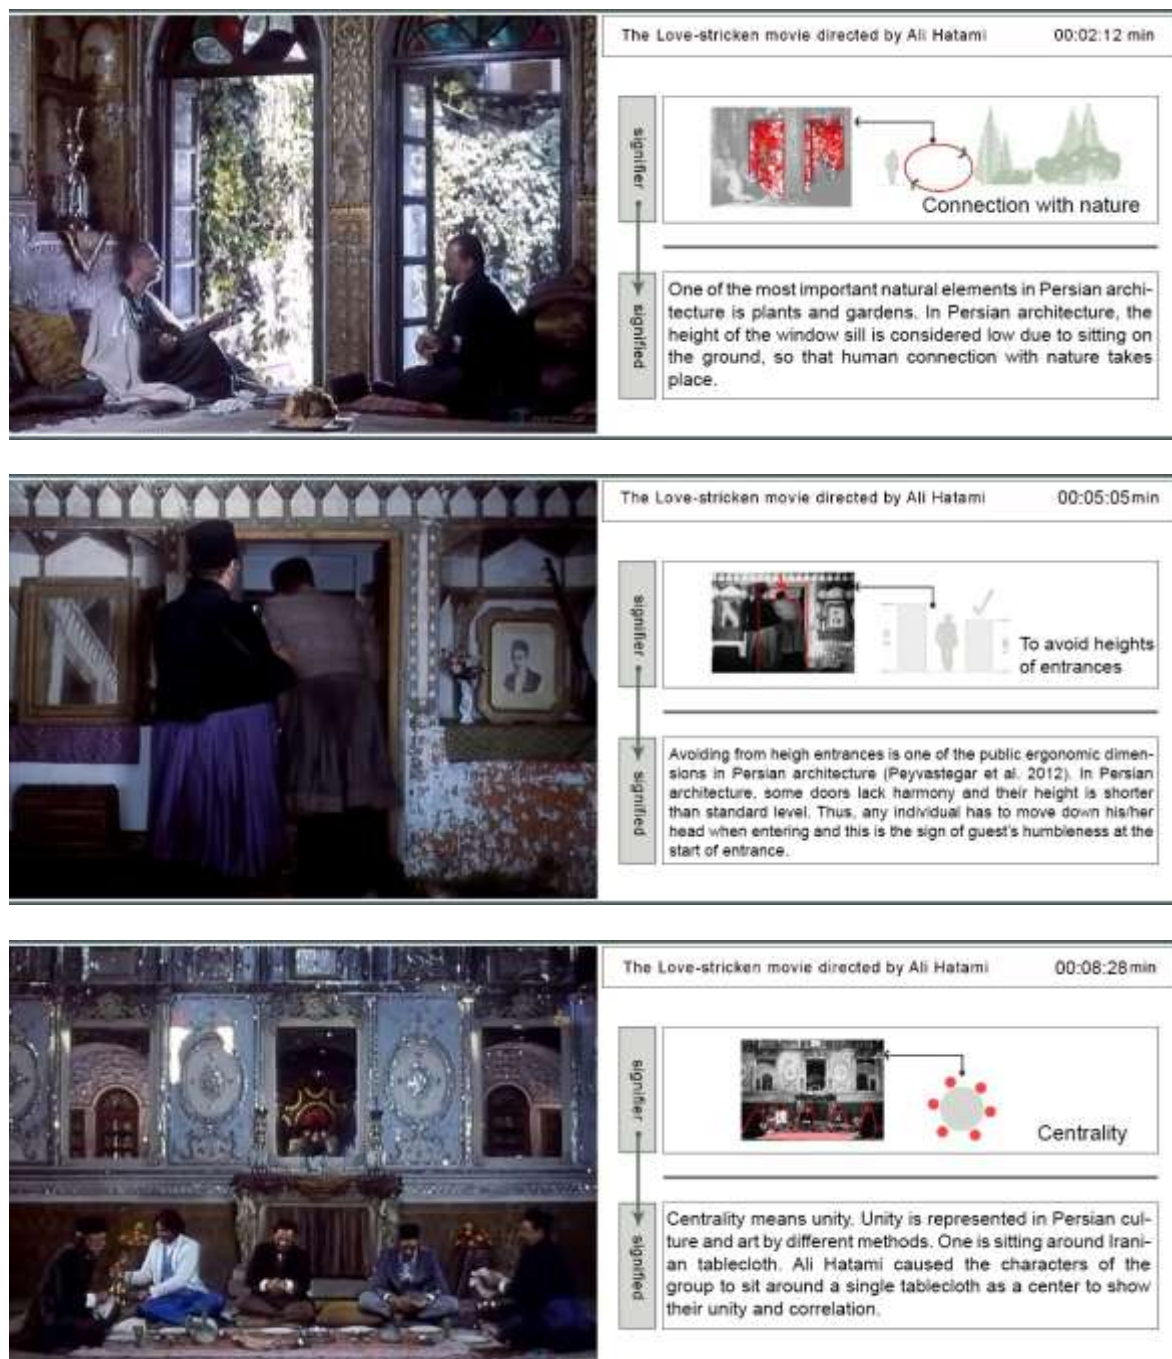 The Love-stricken movie directed by Ali Hatami 00:02:12 min
signifier
Connection with nature
signified
One of the most important natural elements in Persian archi-
tecture is plants and gardens. In Persian architecture, the
height of the window sill is considered low due to sitting on
the ground, so that human connection with nature takes
place.
The Love-stricken movie directed by Ali Hatami 00:05:05min
signifier
To avoid heights
of entrances
signified
Avoiding from heigh entrances is one of the public ergonomic dimen-
sions in Persian architecture (Peyvastegar et al. 2012). In Persian
architecture, some doors lack harmony and their height is shorter
than standard level. Thus, any individual has to move down his/her
head when entering and this is the sign of guest's humbleness at the
start of entrance.
The Love-stricken movie directed by Ali Hatami 00:08:28min
signifier
Centrality
signified
Centrality means unity. Unity is represented in Persian cul-
ture and art by different methods. One is sitting around Irani-
an tablecloth. Ali Hatami caused the characters of the
group to sit around a single tablecloth as a center to show
their unity and correlation.